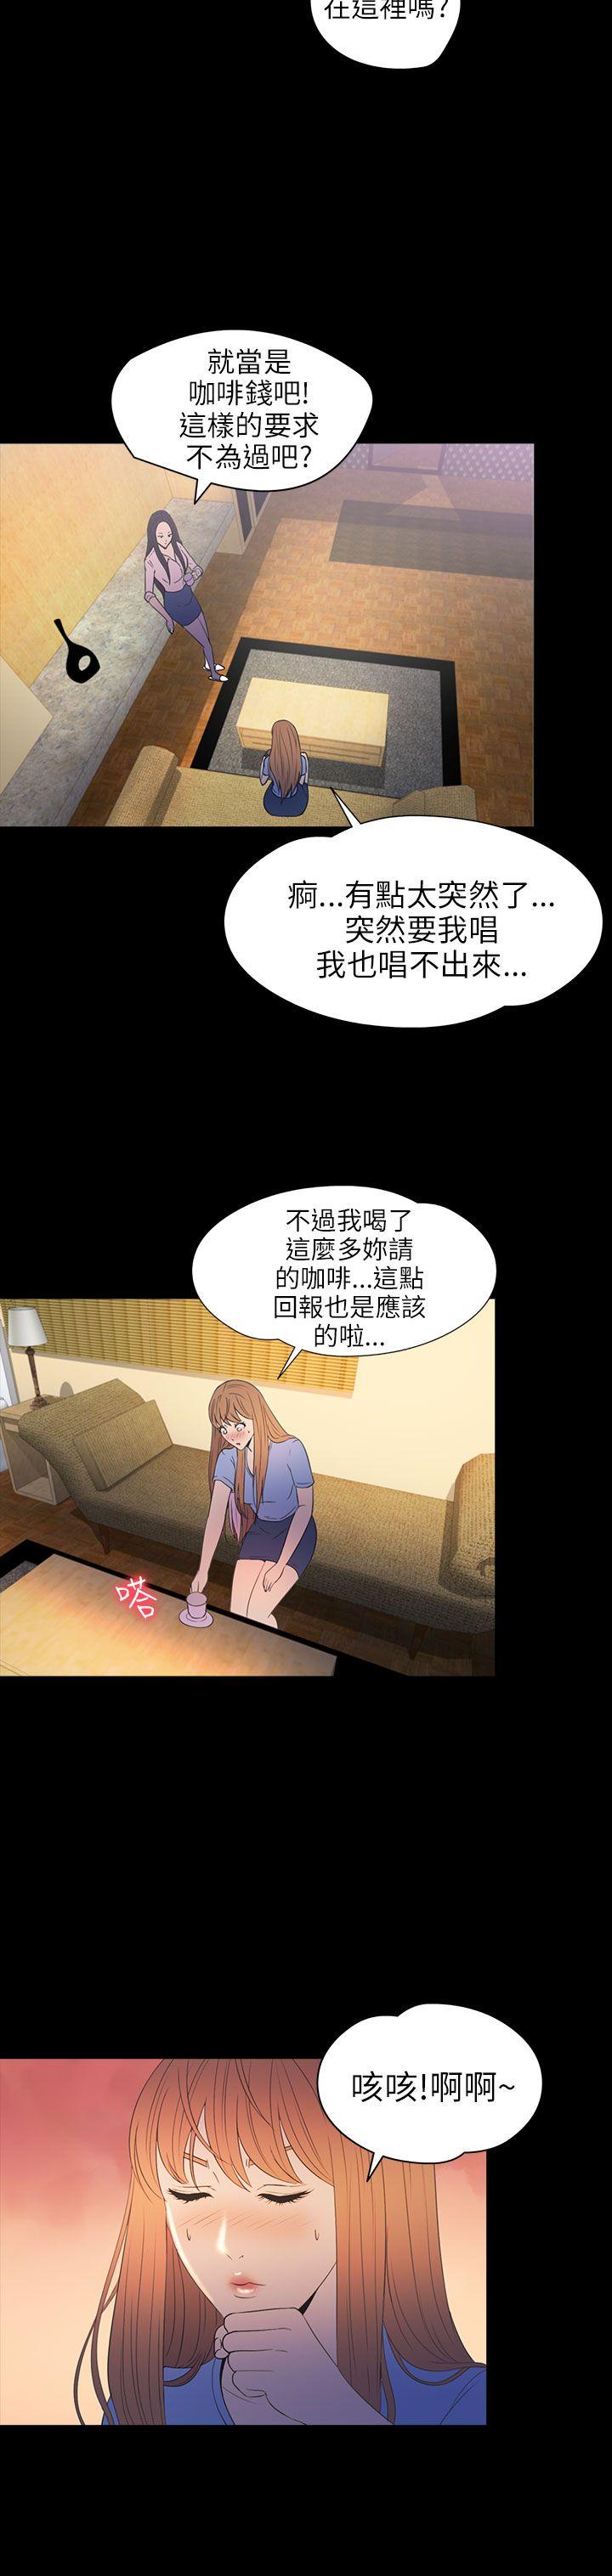 在這裡嗎?
就當是
咖啡錢吧!
這樣的要求
不為過吧?
痾...有點太突然了...
突然要我唱
我也唱不出來...
不過我喝了
這麼多妳請
的咖啡...這點
回報也是應該
的啦...
嗒
咳咳!啊啊~